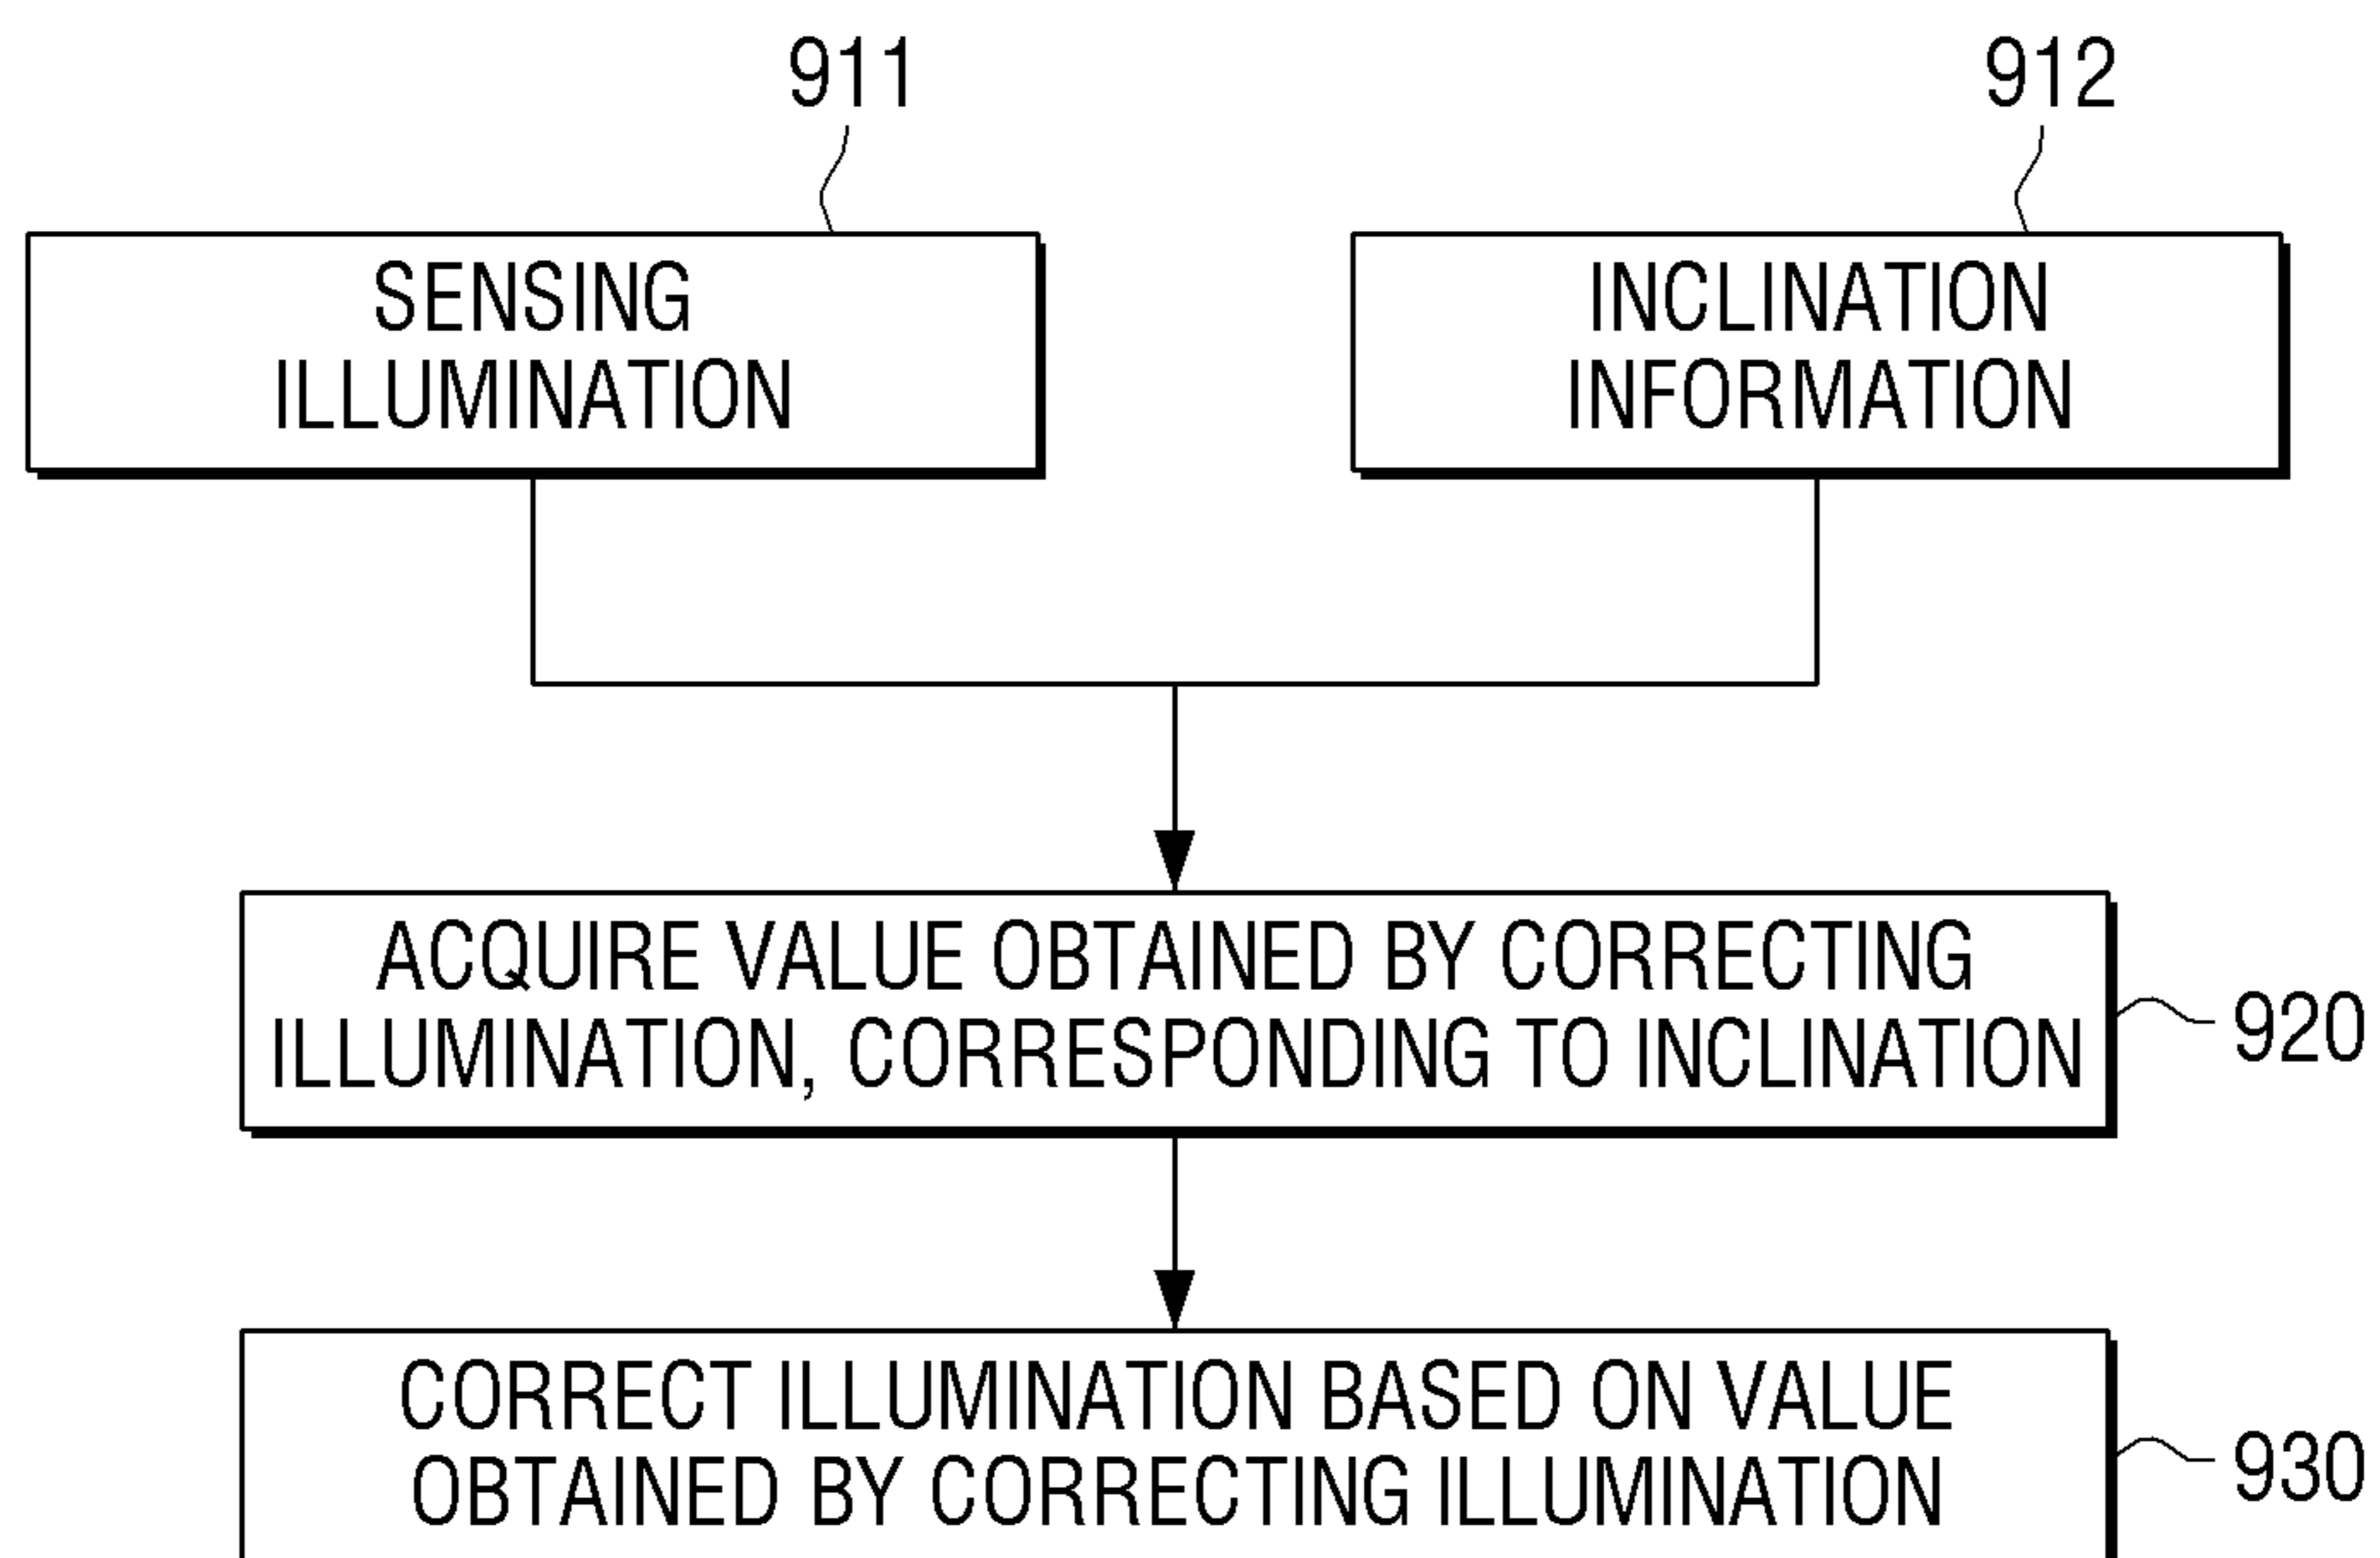 911
912
SENSING
ILLUMINATION
INCLINATION
INFORMATION
ACQUIRE VALUE OBTAINED BY CORRECTING
ILLUMINATION, CORRESPONDING TO INCLINATION
920
CORRECT ILLUMINATION BASED ON VALUE
OBTAINED BY CORRECTING ILLUMINATION
930